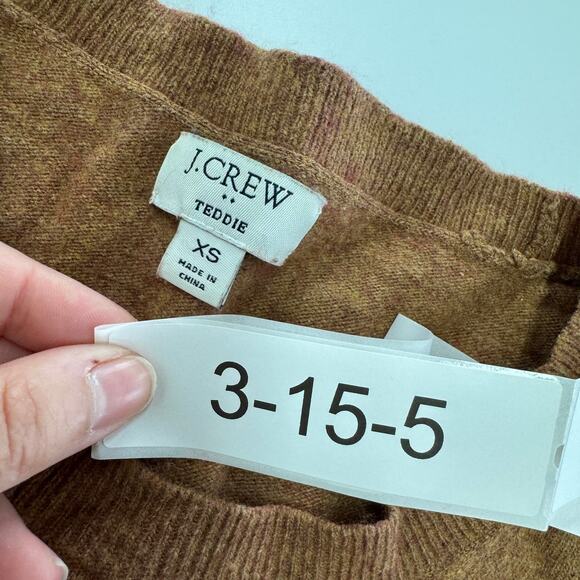 J.CREW
TEDDIE
XS
MADE IN
CHINA
3-15-5